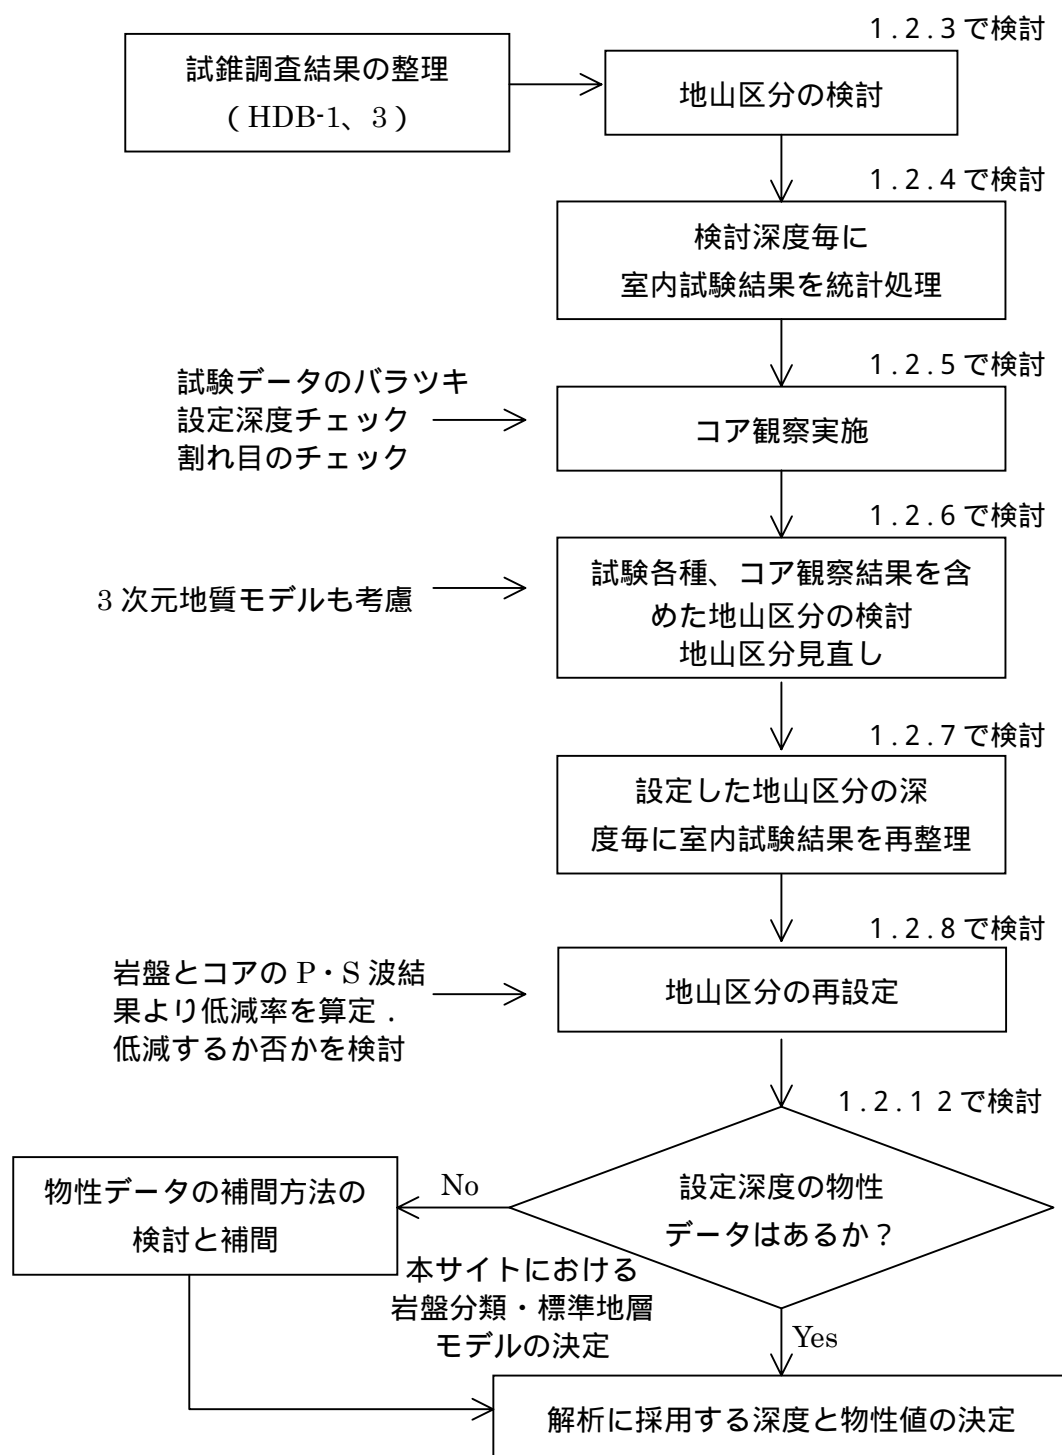 試錐調査結果の整理
（HDB-1、3）
1.2.3で検討
地山区分の検討
1.2.4で検討
検討深度毎に
室内試験結果を統計処理
1.2.5で検討
試験データのバラツキ
設定深度チェック
割れ目のチェック
コア観察実施
1.2.6で検討
3次元地質モデルも考慮
試験各種、コア観察結果を含
めた地山区分の検討
地山区分見直し
1.2.7で検討
設定した地山区分の深
度毎に室内試験結果を再整理
1.2.8で検討
岩盤とコアのP・S波結
果より低減率を算定．
低減するか否かを検討
地山区分の再設定
1.2.12で検討
設定深度の物性
データはあるか？
No
物性データの補間方法の
検討と補間
本サイトにおける
岩盤分類・標準地層
モデルの決定
Yes
解析に採用する深度と物性値の決定